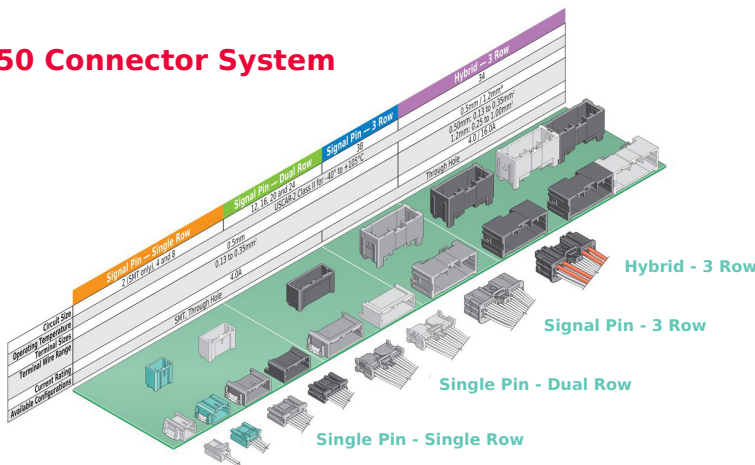 50 Connector System
Signal Pin — Single Row
Signal Pin — Dual Row
Signal Pin — 3 Row
Hybrid — 3 Row
Circuit Size
2 (SMT only), 4 and 8
12, 16, 20 and 24
38
34
Operating Temperature
USCAR-2 Class II for -40° to +105°C
Terminal Sizes
0.5mm
0.5mm / 1.2mm*
Terminal Wire Range
0.13 to 0.35mm²
0.50mm: 0.13 to 0.35mm²
1.2mm: 0.25 to 1.00mm²
Current Rating
4.0A
4.0 / 16.0A
Available Configurations
SMT, Through Hole
Through Hole
Hybrid - 3 Row
Signal Pin - 3 Row
Single Pin - Dual Row
Single Pin - Single Row